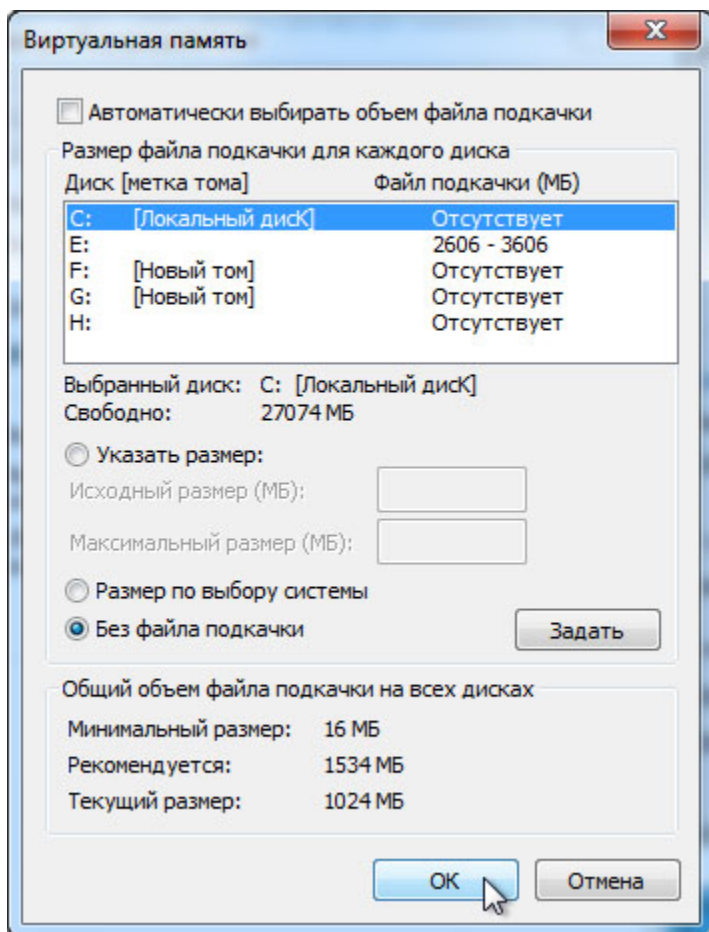 Виртуальная память
Автоматически выбирать объем файла подкачки
Размер файла подкачки для каждого диска
Диск [метка тома] Файл подкачки (МБ)
C: [Локальный дисК] Отсутствует
E: 2606 - 3606
F: [Новый том] Отсутствует
G: [Новый том] Отсутствует
H: Отсутствует
Выбранный диск: C: [Локальный дисК]
Свободно: 27074 МБ
Указать размер:
Исходный размер (МБ):
Максимальный размер (МБ):
Размер по выбору системы
Без файла подкачки Задать
Общий объем файла подкачки на всех дисках
Минимальный размер: 16 МБ
Рекомендуется: 1534 МБ
Текущий размер: 1024 МБ
ОК Отмена